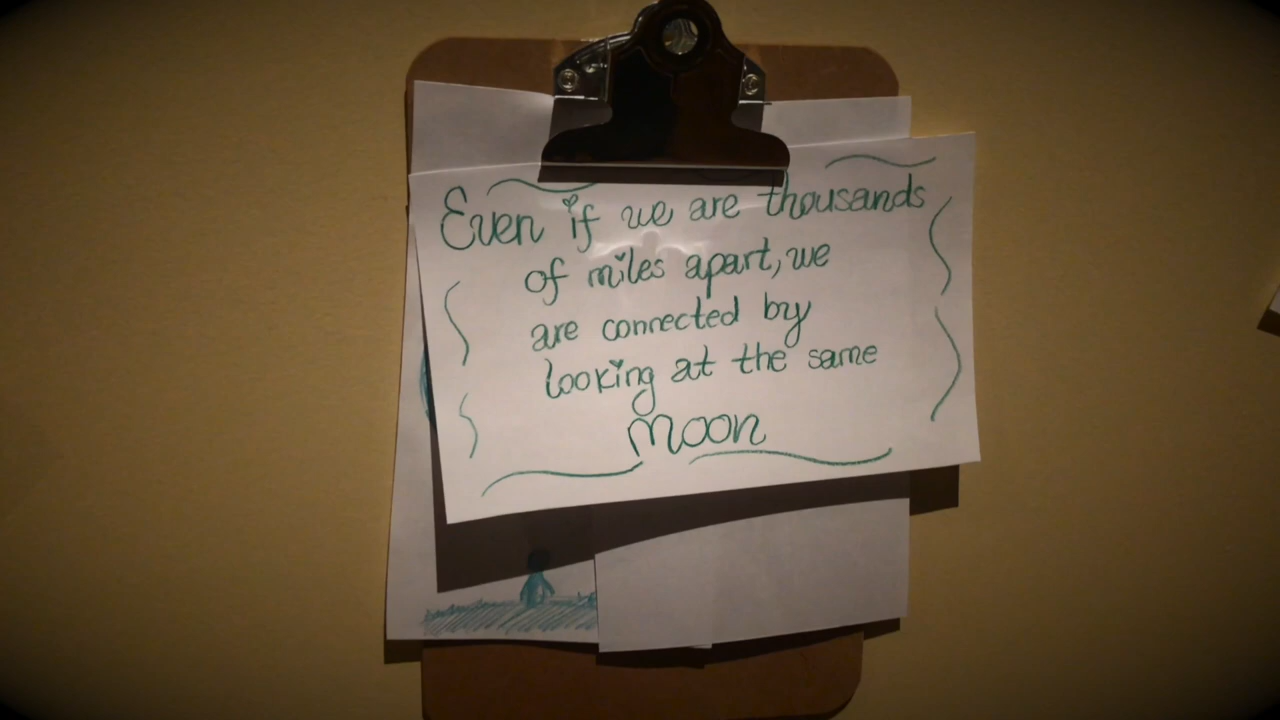 Even if we are thousands
of miles apart, we
are connected by
looking at the same
moon